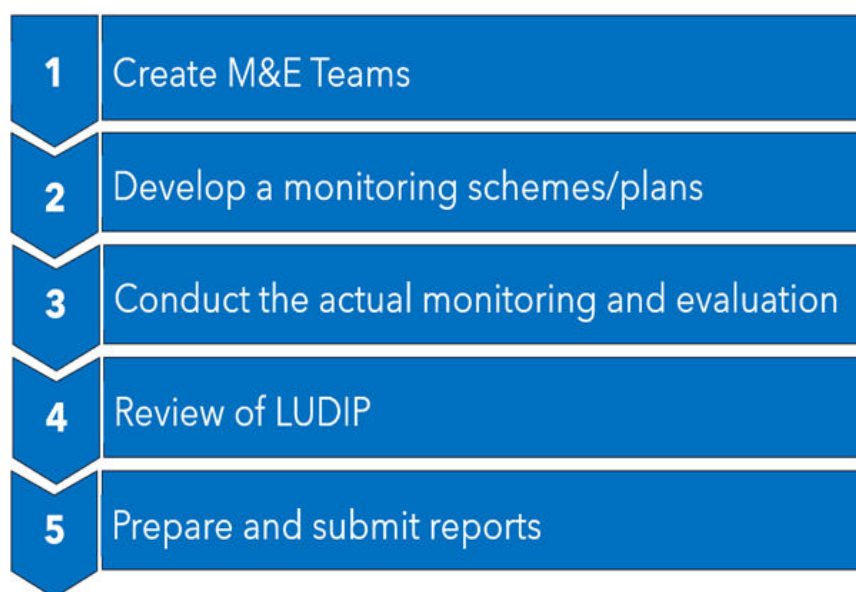 1 Create M&E Teams
2 Develop a monitoring schemes/plans
3 Conduct the actual monitoring and evaluation
4 Review of LUDIP
5 Prepare and submit reports